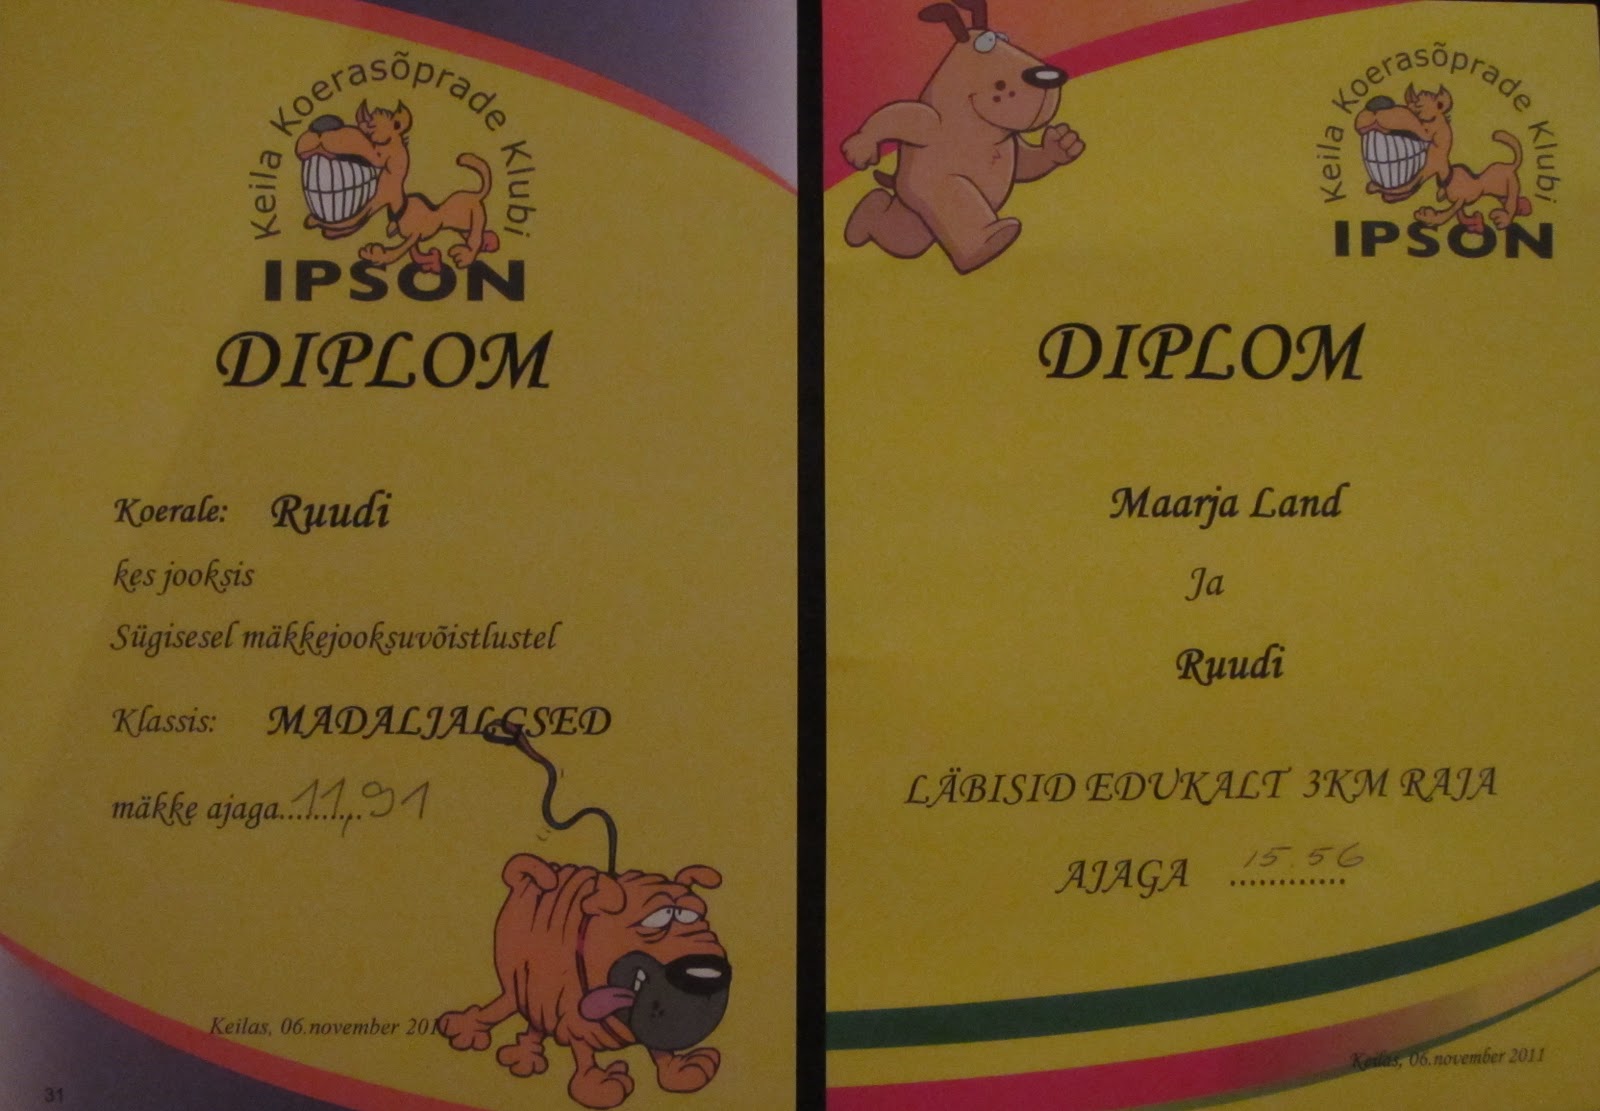 Keila Koerasõprade Klubi
IPSON
DIPLOM
Koerale: Ruudi
kes jooksis
Sügisesel mäkkejooksuvõistlustel
Klassis: MADALJALGSED
mäkke ajaga.......... 11,91
Keilas, 06.november 2011
31
Keila Koerasõprade Klubi
IPSON
DIPLOM
Maarja Land
Ja
Ruudi
LÄBISID EDUKALT 3KM RAJA
AJAGA 15.56
Keilas, 06.november 2011